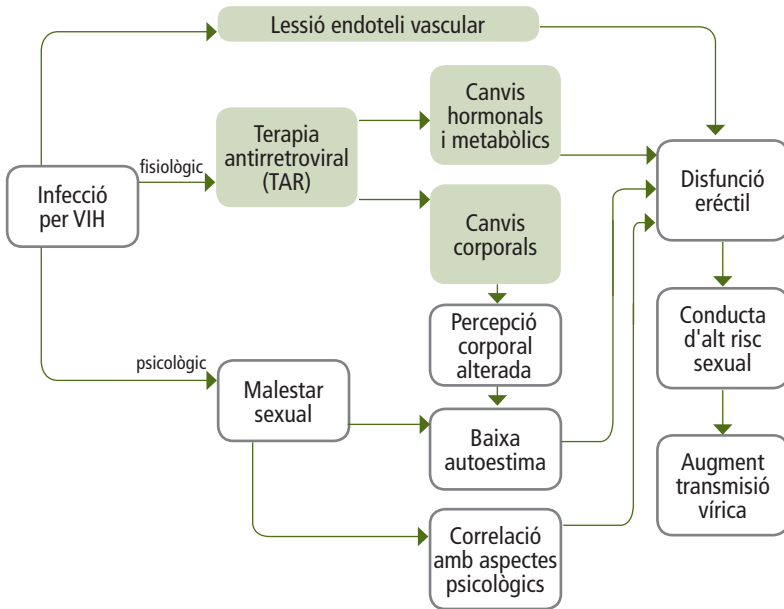 Lessió endoteli vascular
Canvis
hormonals
i metabòlics
Terapia
antirretroviral
(TAR)
fisiològic
Infecció
per VIH
Disfunció
eréctil
Canvis
corporals
Percepció
corporal
alterada
Conducta
d'alt risc
sexual
psicològic
Malestar
sexual
Baixa
autoestima
Augment
transmisió
vírica
Correlació
amb aspectes
psicològics